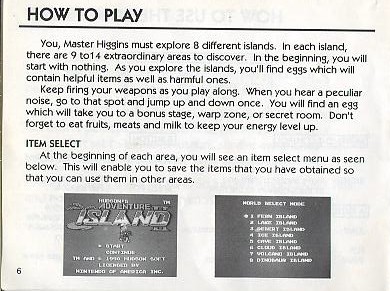 HOW TO PLAY
You, Master Higgins must explore 8 different islands. In each island,
there are 9 to14 extraordinary areas to discover. In the beginning, you will
start with nothing. As you explore the islands, you'll find eggs which will
contain helpful items as well as harmful ones.
Keep firing your weapons as you play along. When you hear a peculiar
noise, go to that spot and jump up and down once. You will find an egg
which will take you to a bonus stage, warp zone, or secret room. Don't
forget to eat fruits, meats and milk to keep your energy level up.
ITEM SELECT
At the beginning of each area, you will see an item select menu as seen
below. This will enable you to save the items that you have obtained so
that you can use them in other areas.
HUDSON'S
ADVENTURE
ISLAND II
START
CONTINUE
TM AND © 1990 HUDSON SOFT
LICENSED BY
NINTENDO OF AMERICA INC.
WORLD SELECT MODE
1 FERN ISLAND
2 LAKE ISLAND
3 DESERT ISLAND
4 ICE ISLAND
5 CAVE ISLAND
6 CLOUD ISLAND
7 VOLCANO ISLAND
8 DINOSAUR ISLAND
6